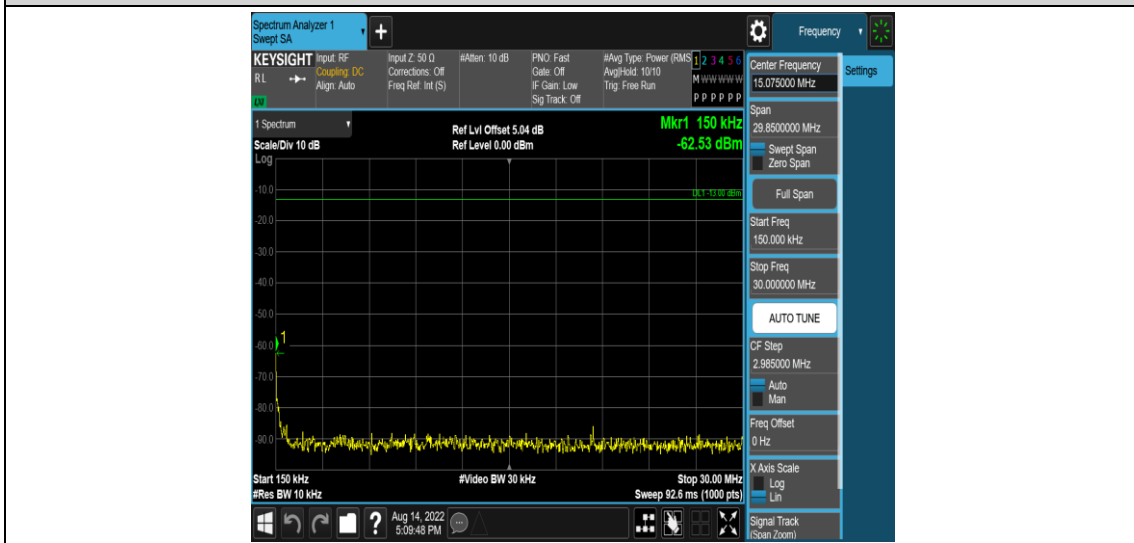 Spectrum Analyzer 1
Swept SA
+
Frequency
KEYSIGHT
RL
LXI
Input: RF
Coupling: DC
Align: Auto
Input Z: 50 Ω
Corrections: Off
Freq Ref: Int (S)
#Atten: 10 dB
PNO: Fast
Gate: Off
IF Gain: Low
Sig Track: Off
#Avg Type: Power (RMS
Avg|Hold: 10/10
Trig: Free Run
1 2 3 4 5 6
M W W W W W
P P P P P P
1 Spectrum
Scale/Div 10 dB
Ref Lvl Offset 5.04 dB
Ref Level 0.00 dBm
Mkr1 150 kHz
-62.53 dBm
Log
DL1 -13.00 dBm
-10.0
-20.0
-30.0
-40.0
-50.0
-60.0
-70.0
-80.0
-90.0
1
Start 150 kHz
#Res BW 10 kHz
#Video BW 30 kHz
Stop 30.00 MHz
Sweep 92.6 ms (1000 pts)
Center Frequency
15.075000 MHz
Settings
Span
29.8500000 MHz
Swept Span
Zero Span
Full Span
Start Freq
150.000 kHz
Stop Freq
30.000000 MHz
AUTO TUNE
CF Step
2.985000 MHz
Auto
Man
Freq Offset
0 Hz
X Axis Scale
Log
Lin
Signal Track
(Span Zoom)
?
Aug 14, 2022
5:09:48 PM